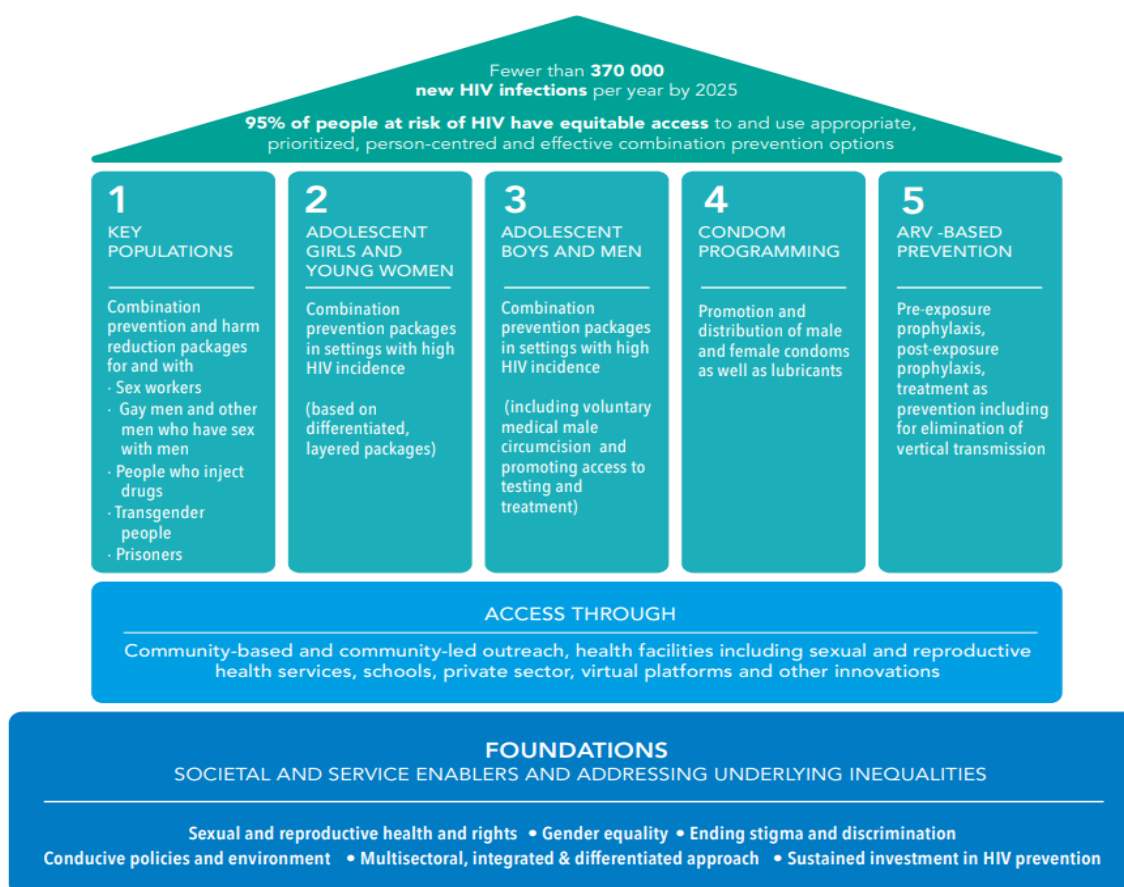 Fewer than 370 000
new HIV infections per year by 2025
95% of people at risk of HIV have equitable access to and use appropriate,
prioritized, person-centred and effective combination prevention options
1
KEY
POPULATIONS
Combination
prevention and harm
reduction packages
for and with
· Sex workers
· Gay men and other
men who have sex
with men
· People who inject
drugs
· Transgender
people
· Prisoners
2
ADOLESCENT
GIRLS AND
YOUNG WOMEN
Combination
prevention packages
in settings with high
HIV incidence
(based on
differentiated,
layered packages)
3
ADOLESCENT
BOYS AND MEN
Combination
prevention packages
in settings with high
HIV incidence
(including voluntary
medical male
circumcision and
promoting access to
testing and
treatment)
4
CONDOM
PROGRAMMING
Promotion and
distribution of male
and female condoms
as well as lubricants
5
ARV -BASED
PREVENTION
Pre-exposure
prophylaxis,
post-exposure
prophylaxis,
treatment as
prevention including
for elimination of
vertical transmission
ACCESS THROUGH
Community-based and community-led outreach, health facilities including sexual and reproductive
health services, schools, private sector, virtual platforms and other innovations
FOUNDATIONS
SOCIETAL AND SERVICE ENABLERS AND ADDRESSING UNDERLYING INEQUALITIES
Sexual and reproductive health and rights • Gender equality • Ending stigma and discrimination
Conducive policies and environment • Multisectoral, integrated & differentiated approach • Sustained investment in HIV prevention